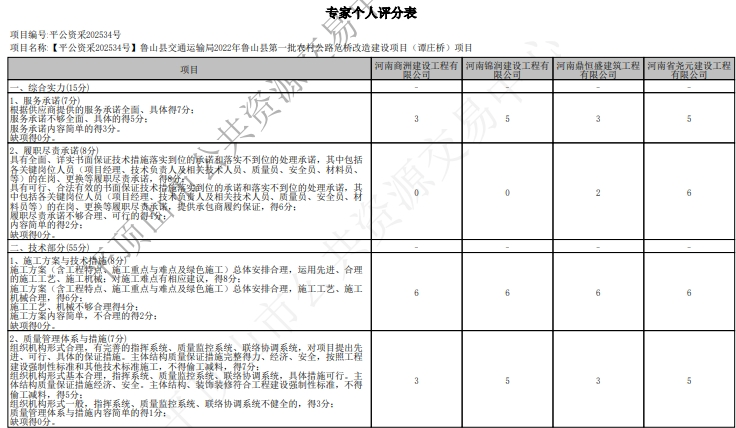 专家个人评分表
项目编号:平公资采202534号
项目名称:【平公资采202534号】鲁山县交通运输局2022年鲁山县第一批农村公路危桥改造建设项目（谭庄桥）项目
项目 河南商洲建设工程有限公司 河南锦润建设工程有限公司 河南鼎恒盛建筑工程有限公司 河南省尧元建设工程有限公司
一、综合实力(15分) - - - -
1、服务承诺(7分)
根据供应商提供的服务承诺全面、具体的得7分；
服务承诺不够全面、具体的得5分；
服务承诺内容简单的得3分。
缺项得0分。
3 5 3 5
2、履职尽责承诺(8分)
具有全面、详实书面保证技术措施落实到位的承诺和落实不到位的处理承诺，其中包括
各关键岗位人员（项目经理、技术负责人及相关技术人员、质量员、安全员、材料员、
等）的在岗、更换等履职尽责承诺，得8分；
具有可行、合法有效的书面保证技术措施落实到位的承诺和落实不到位的处理承诺，其
中包括各关键岗位人员（项目经理、技术负责人及相关技术人员、质量员、安全员、材
料员等）的在岗、更换等履职尽责承诺，提供承包商履约保证，得6分；
履职尽责承诺不够合理、可行的得4分；
内容简单的得2分；
缺项得0分。
0 0 2 6
二、技术部分(55分) - - - -
1、施工方案与技术措施(8分)
施工方案（含工程特点、施工重点与难点及绿色施工）总体安排合理，运用先进、合理
的施工工艺、施工机械；对施工难点有相应建议，得8分；
施工方案（含工程特点、施工重点与难点及绿色施工）总体安排合理，施工工艺、施工
机械合理，得6分；
施工工艺、机械不够合理得4分；
施工方案内容简单，不合理的得2分；
缺项得0分。
6 6 6 6
2、质量管理体系与措施(7分)
组织机构形式合理，有完善的指挥系统、质量监控系统、联络协调系统，对项目提出先
进、可行、具体的保证措施。主体结构质量保证措施完整得力、经济、安全，按照工程
建设强制性标准和其他技术标准施工，不得偷工减料，得7分；
组织机构形式基本合理，指挥系统、质量监控系统、联络协调系统，具体措施可行。主
体结构质量保证措施经济、安全。主体结构、装饰装修符合工程建设强制性标准，不得
偷工减料，得5分；
组织机构形式一般，指挥系统、质量监控系统、联络协调系统不健全的，得3分；
质量管理体系与措施内容简单的得1分；
缺项得0分。
3 5 3 5
平顶山市公共资源交易中心
平顶山市公共资源交易中心